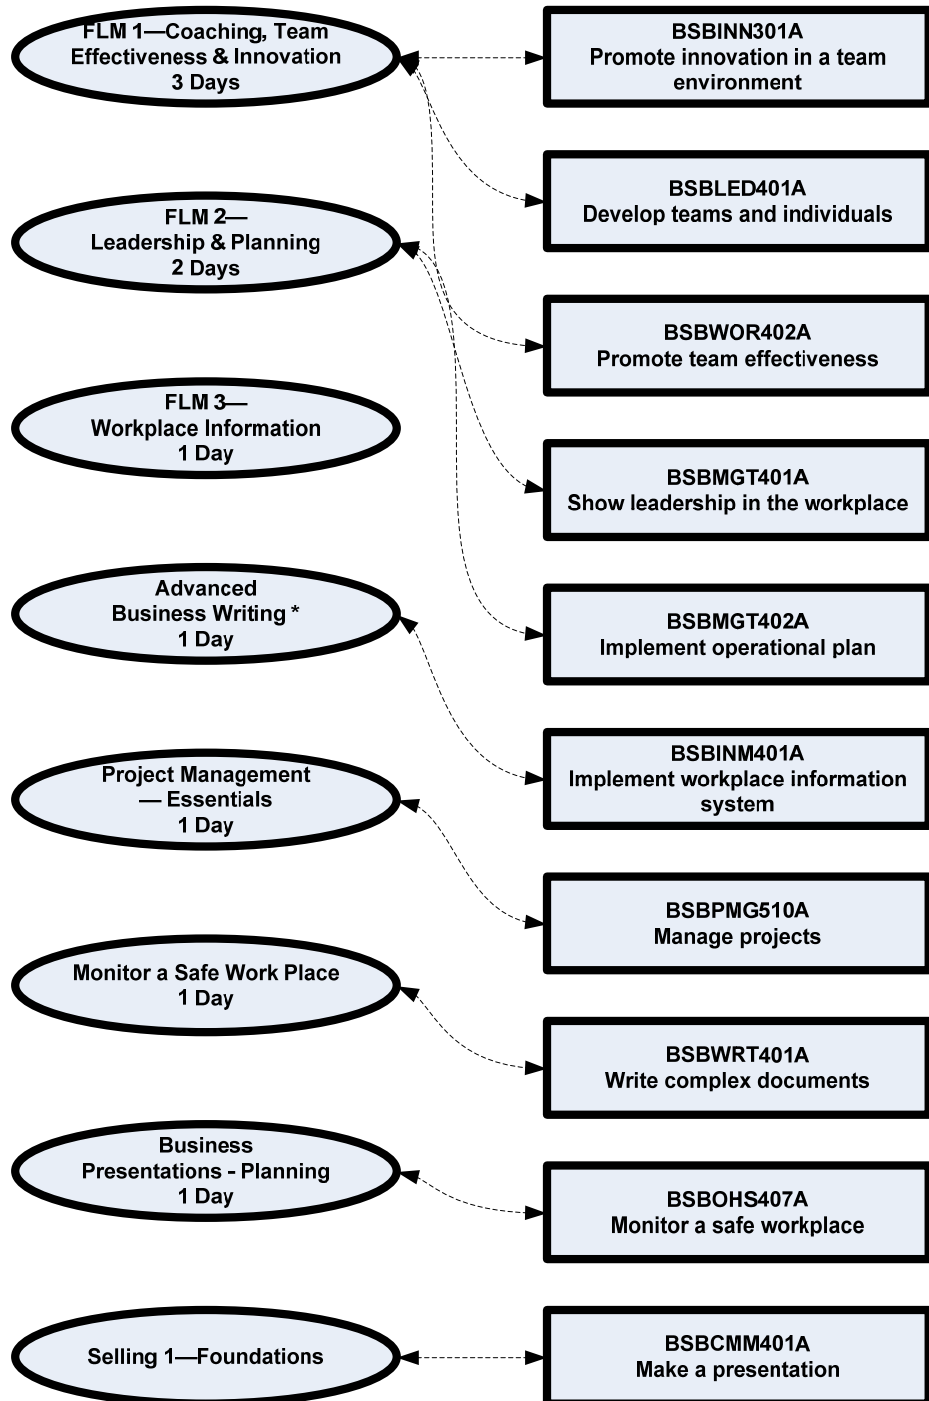 FLM 1—Coaching, Team
Effectiveness & Innovation
3 Days
BSBINN301A
Promote innovation in a team
environment
BSBLED401A
Develop teams and individuals
FLM 2—
Leadership & Planning
2 Days
BSBWOR402A
Promote team effectiveness
FLM 3—
Workplace Information
1 Day
BSBMGT401A
Show leadership in the workplace
Advanced
Business Writing *
1 Day
BSBMGT402A
Implement operational plan
BSBINM401A
Implement workplace information
system
Project Management
— Essentials
1 Day
BSBPMG510A
Manage projects
Monitor a Safe Work Place
1 Day
BSBWRT401A
Write complex documents
Business
Presentations - Planning
1 Day
BSBOHS407A
Monitor a safe workplace
Selling 1—Foundations
BSBCMM401A
Make a presentation